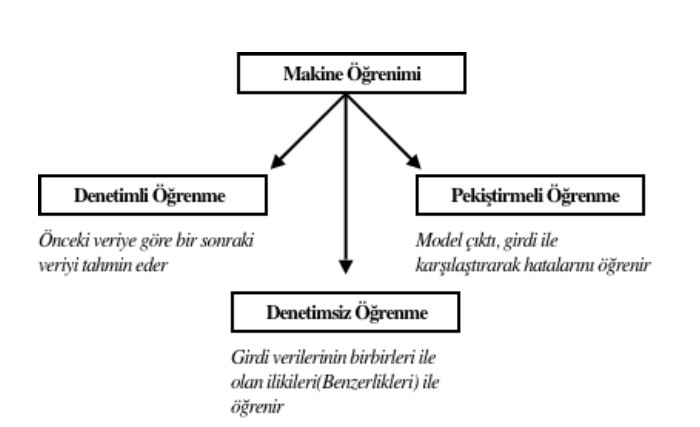 Makine Öğrenimi
Denetimli Öğrenme
Önceki veriye göre bir sonraki
veriyi tahmin eder
Pekiştirmeli Öğrenme
Model çıktı, girdi ile
karşılaştırarak hatalarını öğrenir
Denetimsiz Öğrenme
Girdi verilerinin birbirleri ile
olan ilikileri(Benzerlikleri) ile
öğrenir